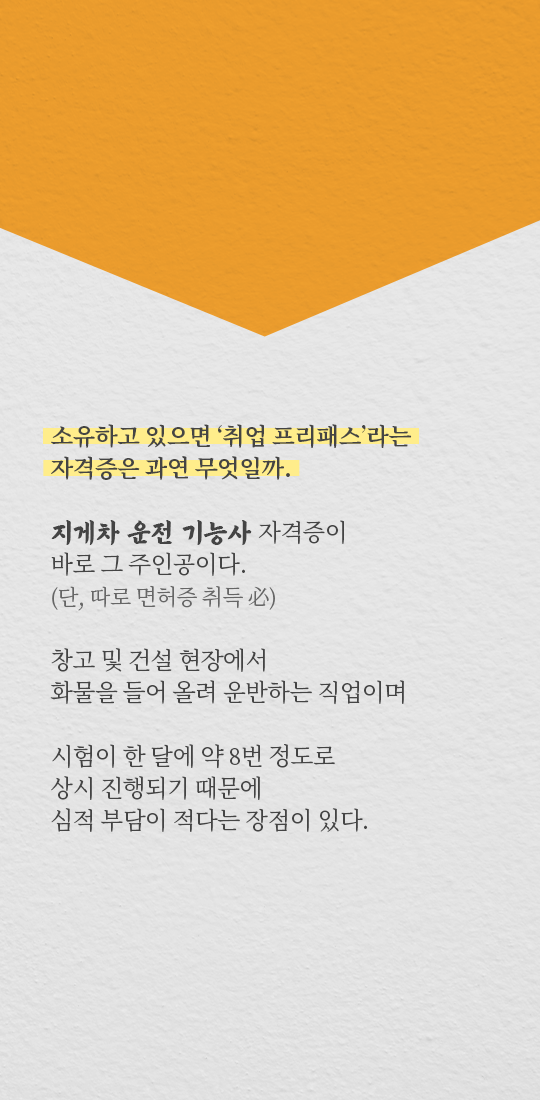 소유하고 있으면 ‘취업 프리패스’라는
자격증은 과연 무엇일까.
지게차 운전 기능사 자격증이
바로 그 주인공이다.
(단, 따로 면허증 취득 必)
창고 및 건설 현장에서
화물을 들어 올려 운반하는 직업이며
시험이 한 달에 약 8번 정도로
상시 진행되기 때문에
심적 부담이 적다는 장점이 있다.